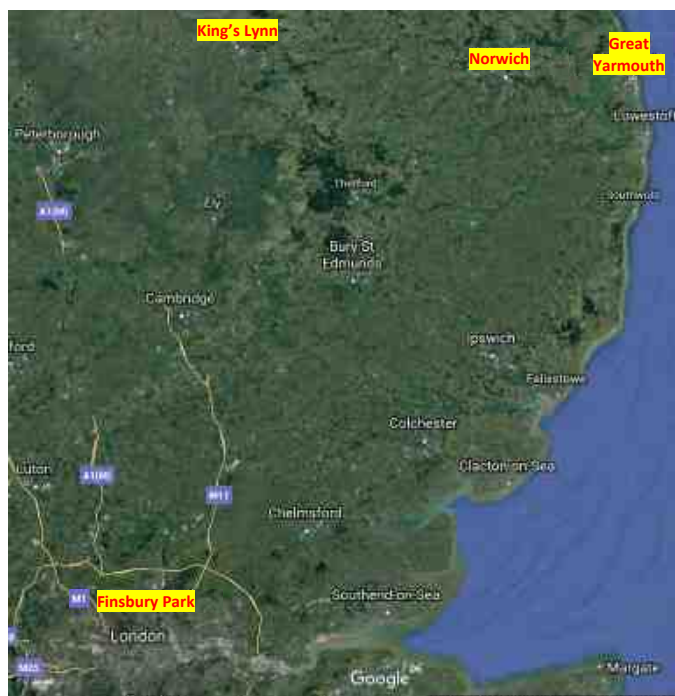 King's Lynn
Great
Yarmouth
Norwich
Lowestoft
Peterborough
Thetford
Southwold
A1(M)
Ely
Bury St
Edmunds
Cambridge
Ipswich
ford
Felixstowe
Colchester
Luton
A1(M)
Clacton-on-Sea
M11
Chelmsford
M1
Finsbury Park
Southend-on-Sea
London
M25
Google
Margate